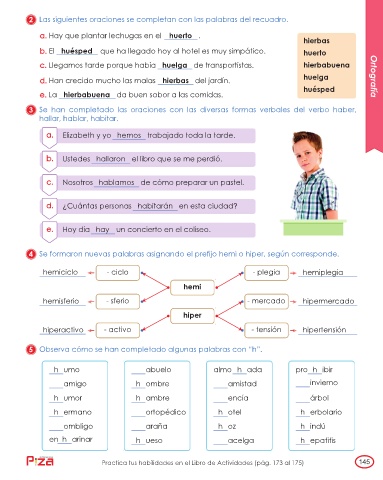 2 Las siguientes oraciones se completan con las palabras del recuadro.
a. Hay que plantar lechugas en el huerto.
b. El huésped que ha llegado hoy al hotel es muy simpático.
c. Llegamos tarde porque había huelga de transportistas.
d. Han crecido mucho las malas hierbas del jardín.
e. La hierbabuena da buen sabor a las comidas.
hierbas
huerto
hierbabuena
huelga
huésped
Ortografía
3 Se han completado las oraciones con las diversas formas verbales del verbo haber,
hallar, hablar, habitar.
a. Elizabeth y yo hemos trabajado toda la tarde.
b. Ustedes hallaron el libro que se me perdió.
c. Nosotros hablamos de cómo preparar un pastel.
d. ¿Cuántas personas habitarán en esta ciudad?
e. Hoy día hay un concierto en el coliseo.
4 Se formaron nuevas palabras asignando el prefijo hemi o hiper, según corresponde.
hemiciclo - ciclo - plegia hemiplegia
hemi
hemisferio - sferio - mercado hipermercado
hiper
hiperactivo - activo - tensión hipertensión
5 Observa cómo se han completado algunas palabras con "h".
h umo ___abuelo almo h ada pro h ibir
___amigo h ombre ___amistad ___invierno
h umor h ambre ___encia ___árbol
h ermano ___ortopédico h otel h erbolario
___ombligo ___araña h oz h indú
en h arinar h ueso ___acelga h epatitis
Pizza
Practica tus habilidades en el Libro de Actividades (pág. 173 al 175)
145